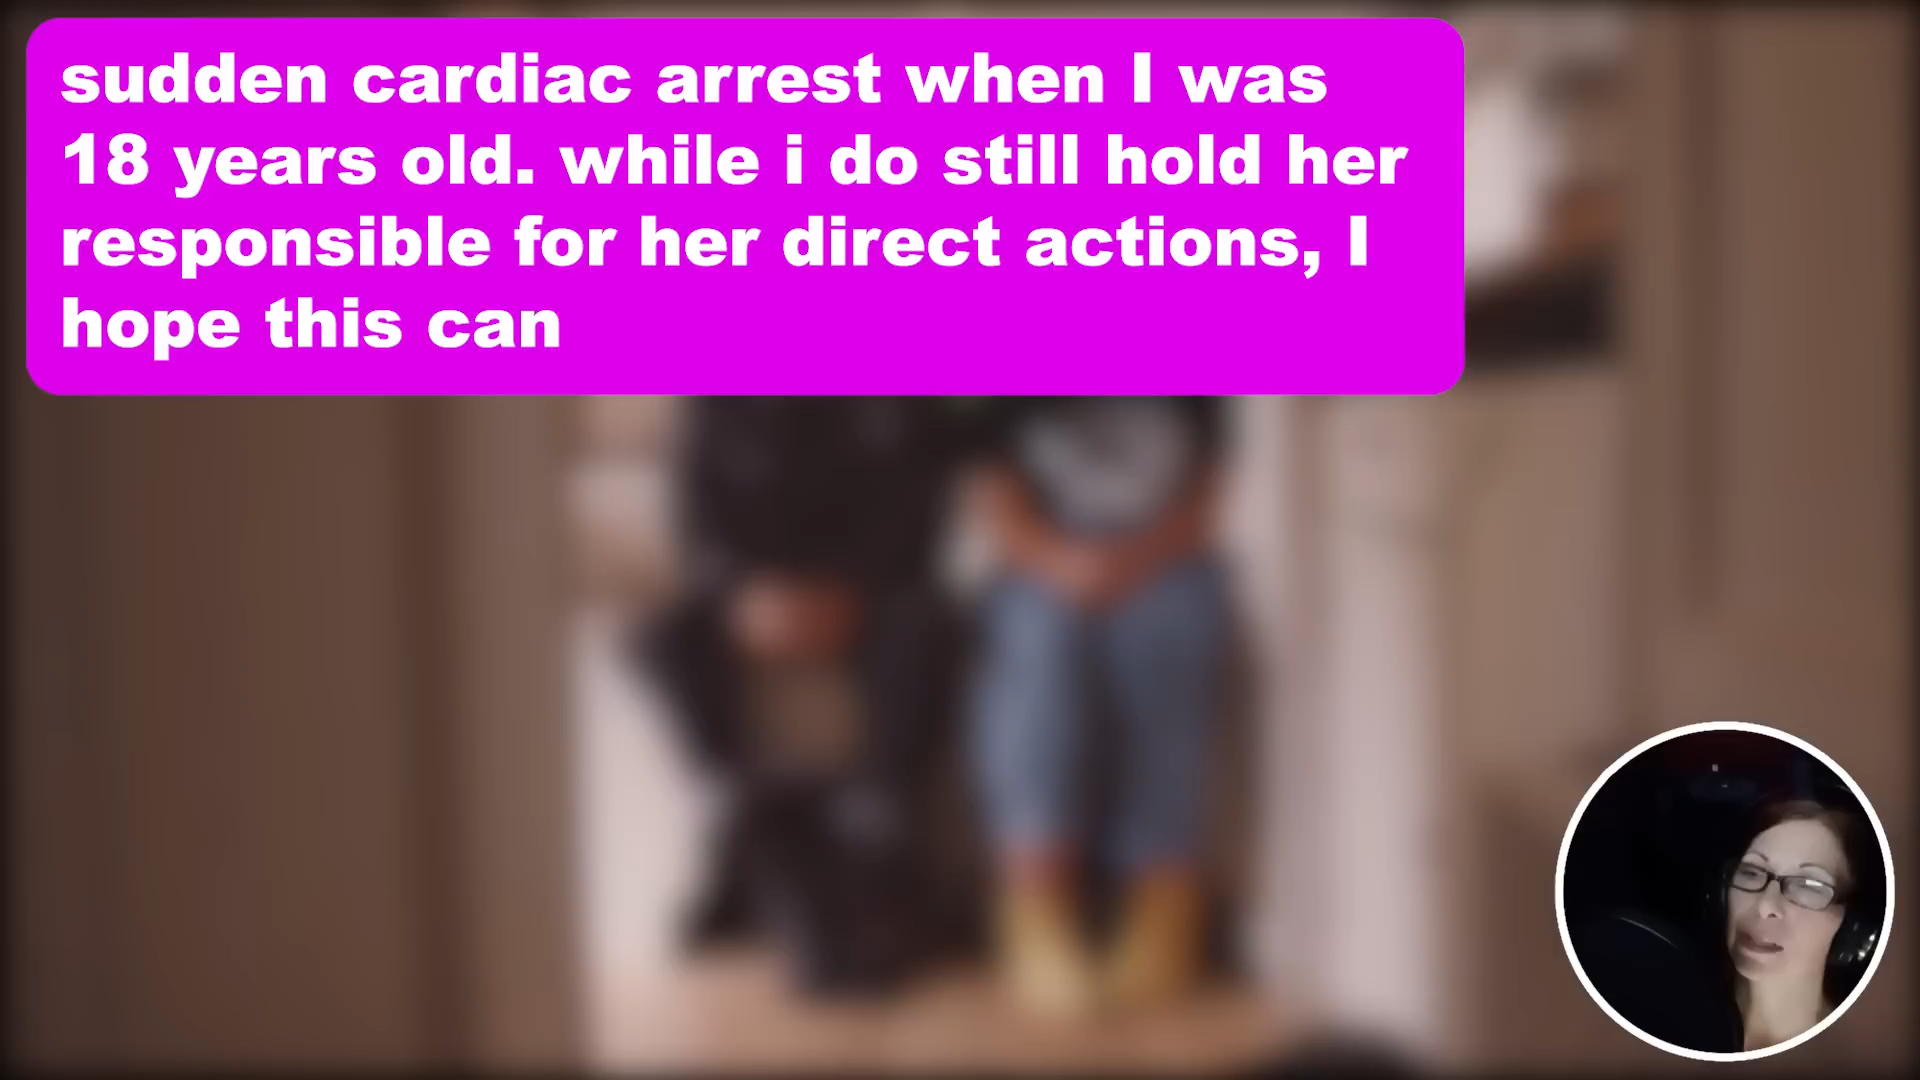 sudden cardiac arrest when I was
18 years old. while i do still hold her
responsible for her direct actions, I
hope this can